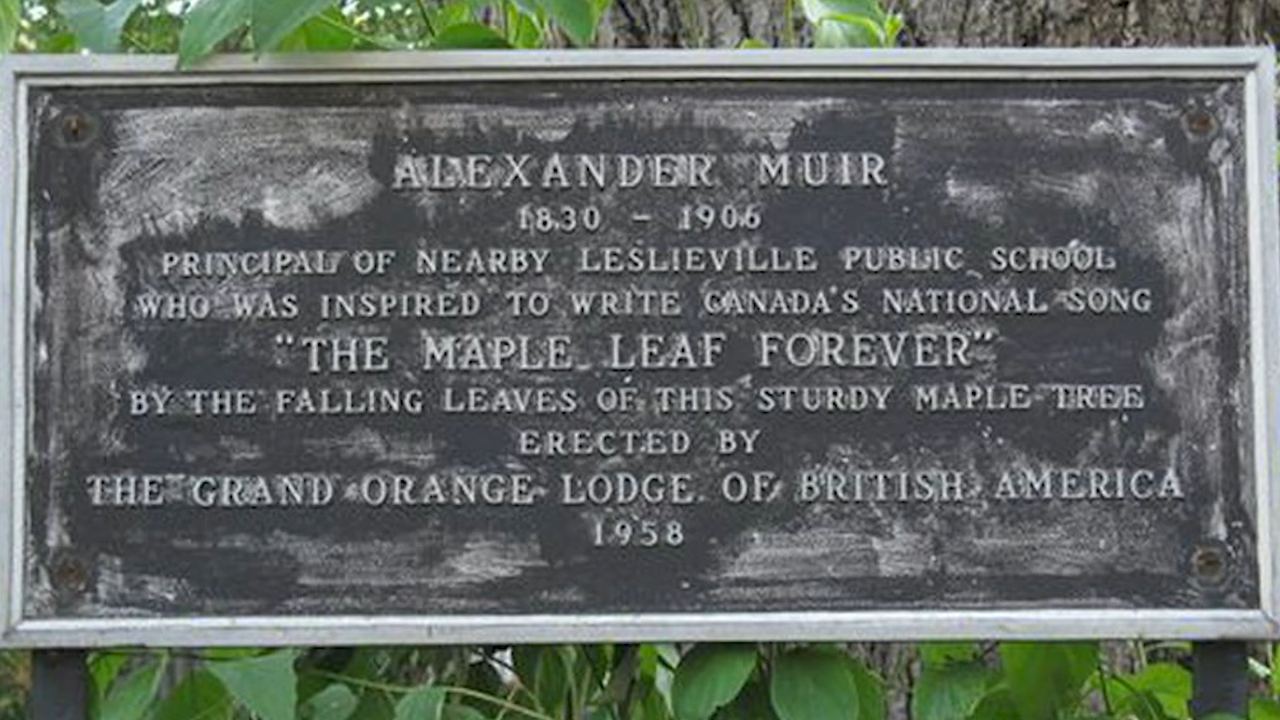 ALEXANDER MUIR
1830 - 1906
PRINCIPAL OF NEARBY LESLIEVILLE PUBLIC SCHOOL
WHO WAS INSPIRED TO WRITE CANADA'S NATIONAL SONG
"THE MAPLE LEAF FOREVER"
BY THE FALLING LEAVES OF THIS STURDY MAPLE TREE
ERECTED BY
THE GRAND ORANGE LODGE OF BRITISH AMERICA
1958